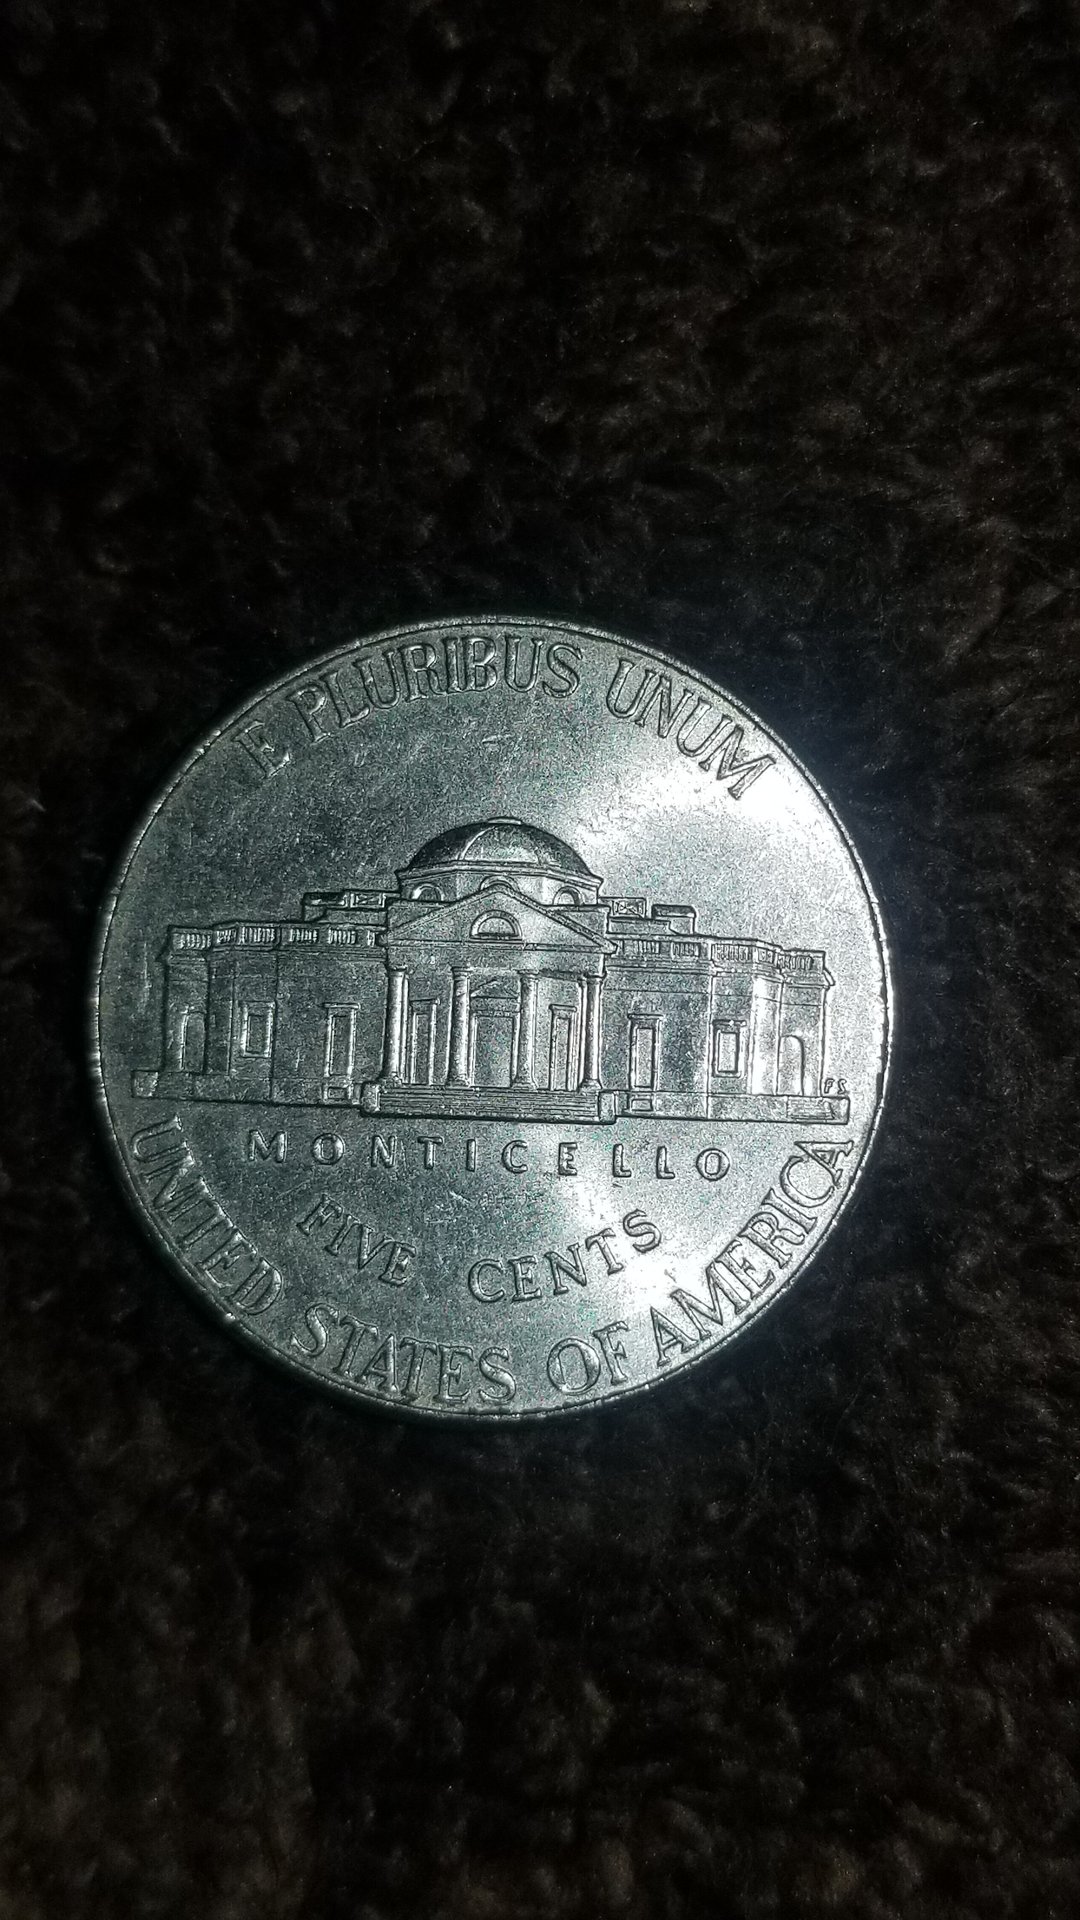 E PLURIBUS UNUM
FS
MONTICELLO
FIVE CENTS
UNITED STATES OF AMERICA